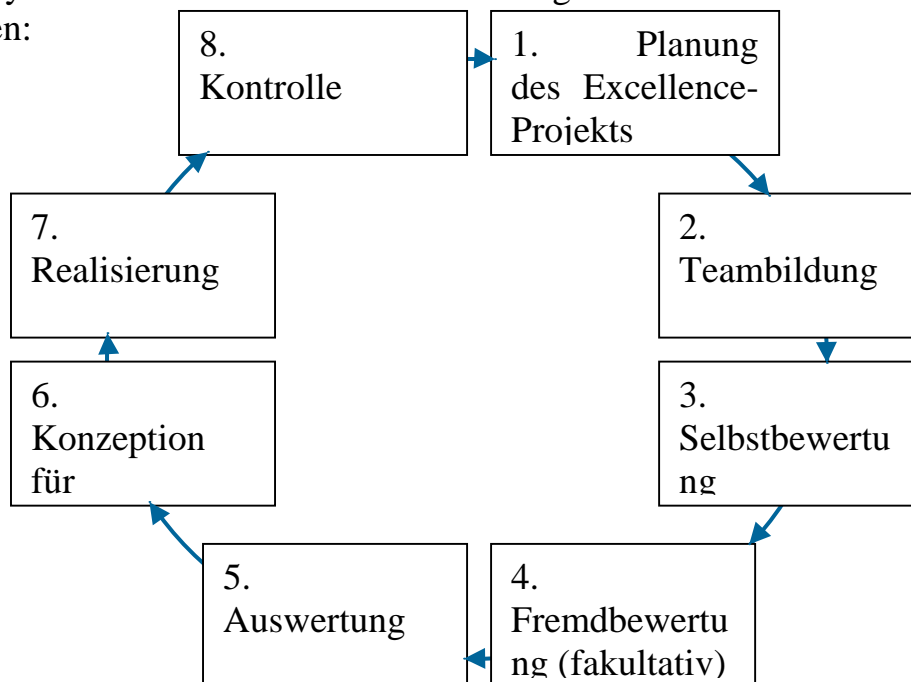 en:
8.
Kontrolle
1. Planung
des Excellence-
Projekts
7.
Realisierung
2.
Teambildung
6.
Konzeption
für
3.
Selbstbewertu
ng
5.
Auswertung
4.
Fremdbewertu
ng (fakultativ)